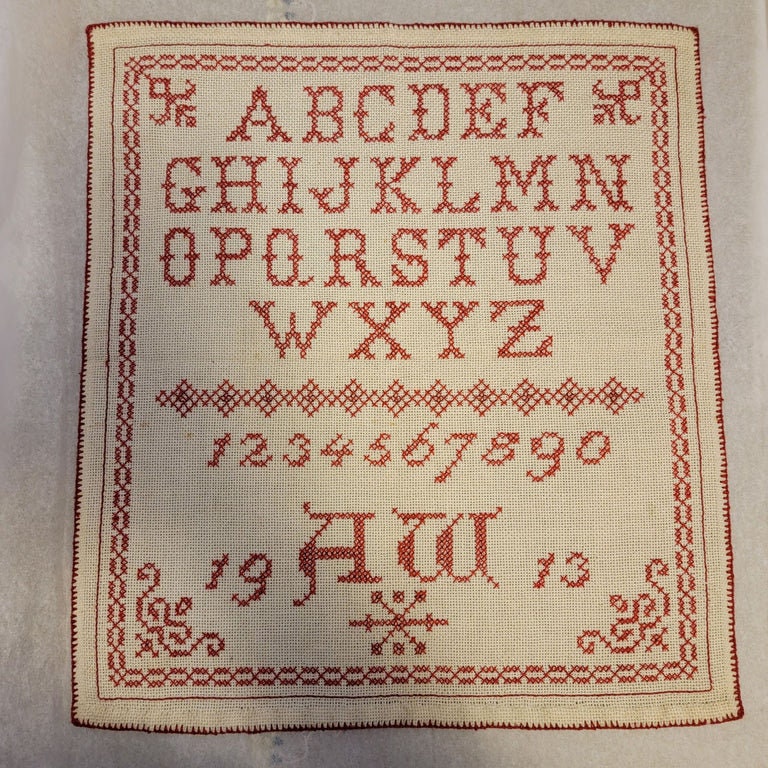 ABCDEF
GHIJKLMN
OPQRSTUV
WXYZ
1234567890
19 AW 13